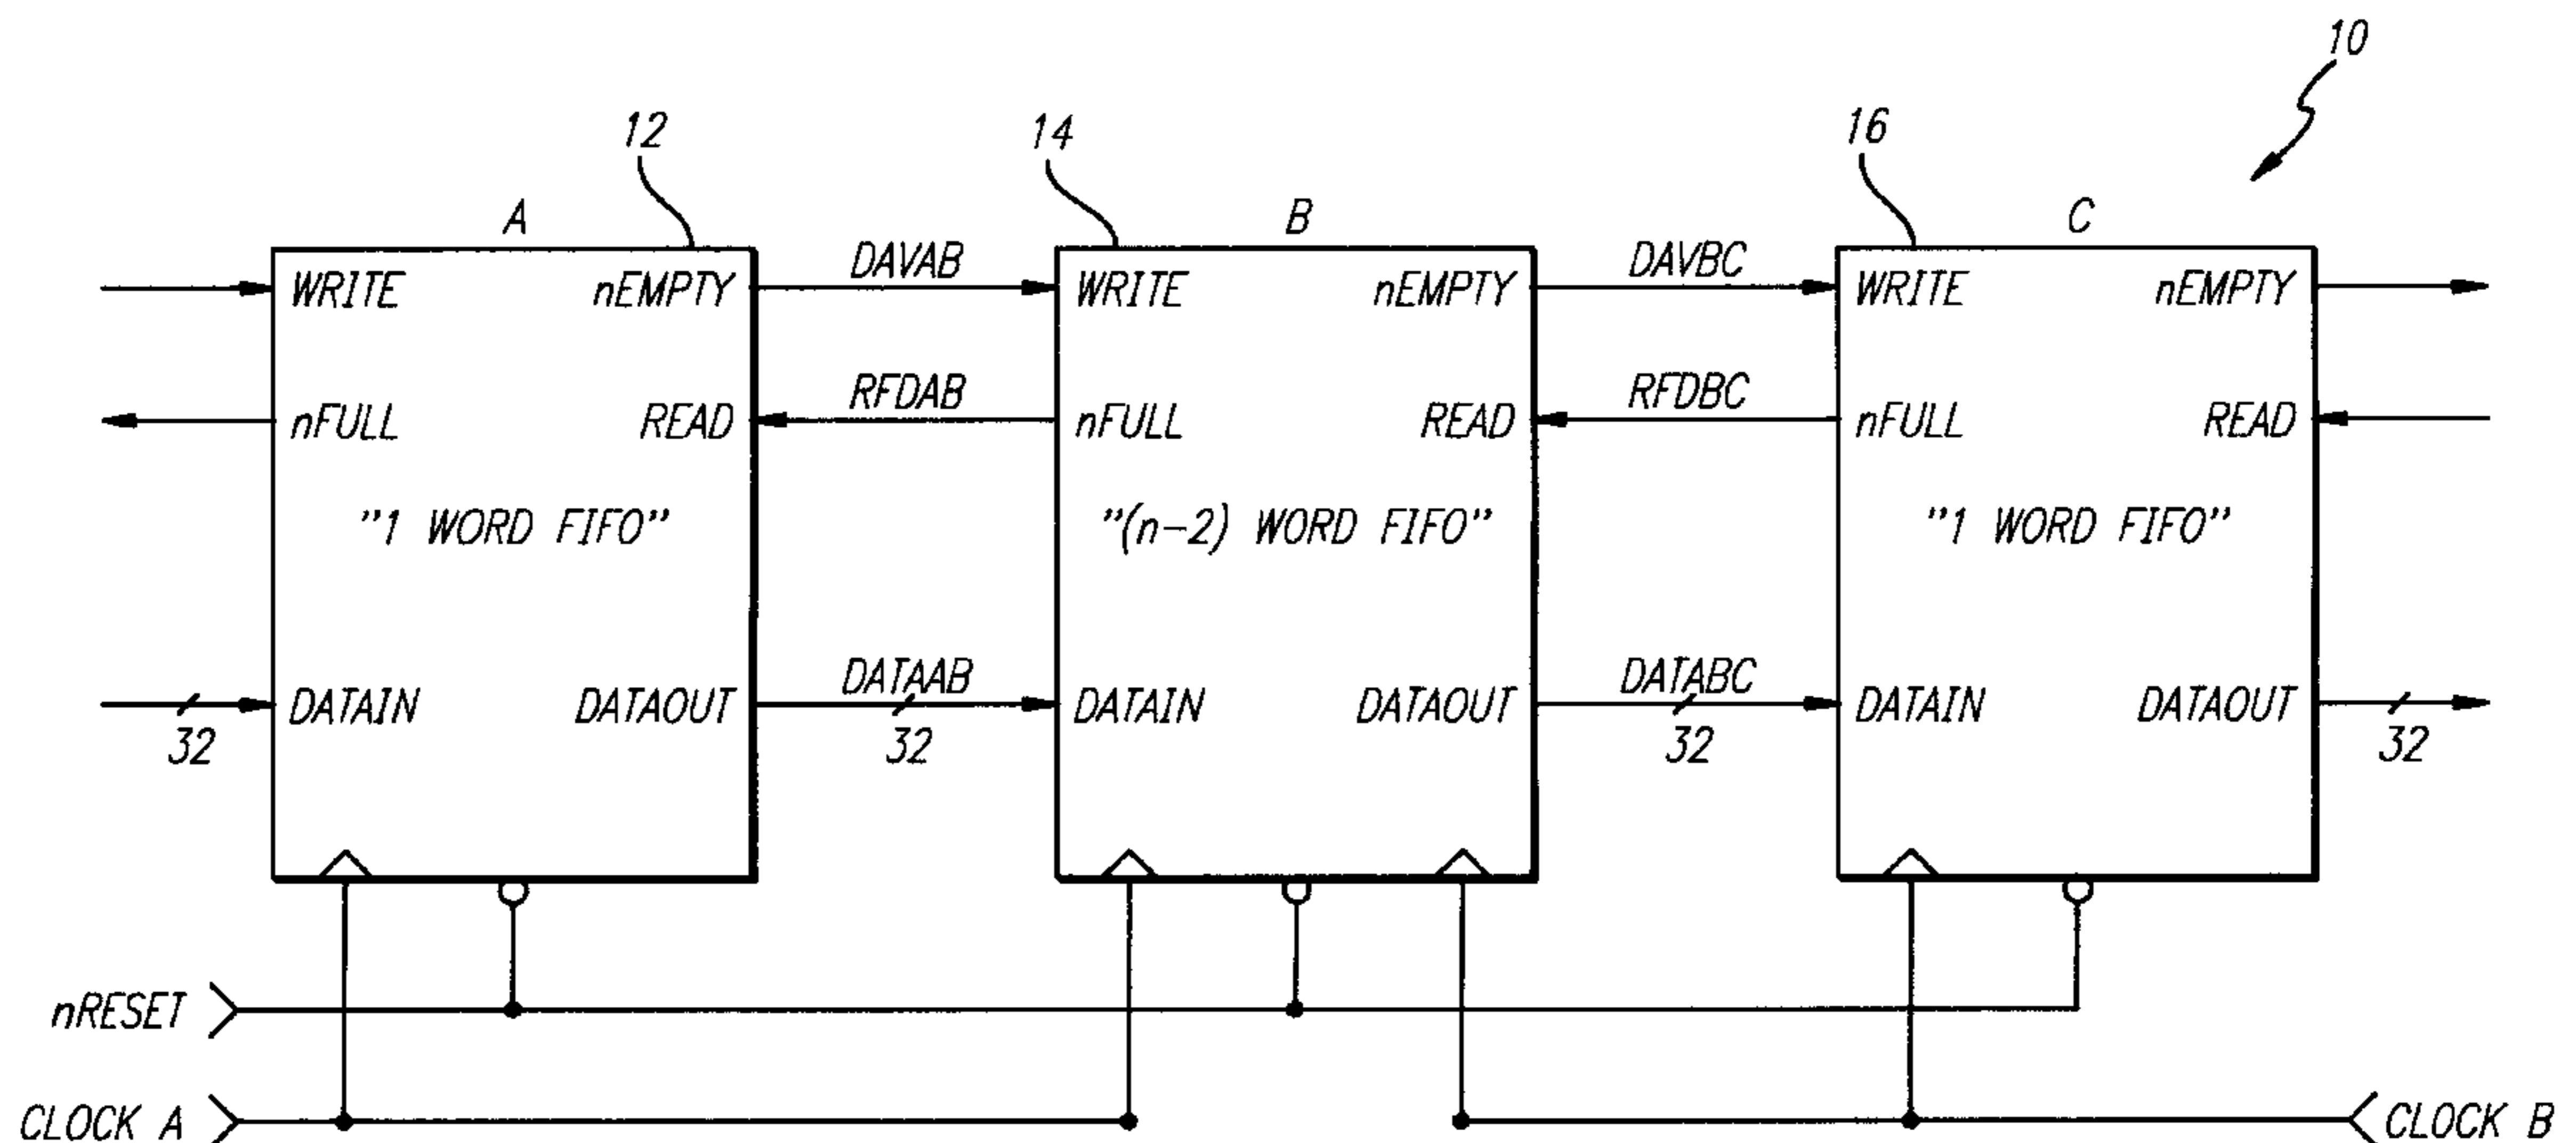 10
12
14
16
A
B
C
WRITE
nEMPTY
DAVAB
WRITE
nEMPTY
DAVBC
WRITE
nEMPTY
nFULL
READ
RFDAB
nFULL
READ
RFDBC
nFULL
READ
"1 WORD FIFO"
"(n-2) WORD FIFO"
"1 WORD FIFO"
32
DATAIN
DATAOUT
DATAAB
32
DATAIN
DATAOUT
DATABC
32
DATAIN
DATAOUT
32
nRESET
CLOCK A
CLOCK B